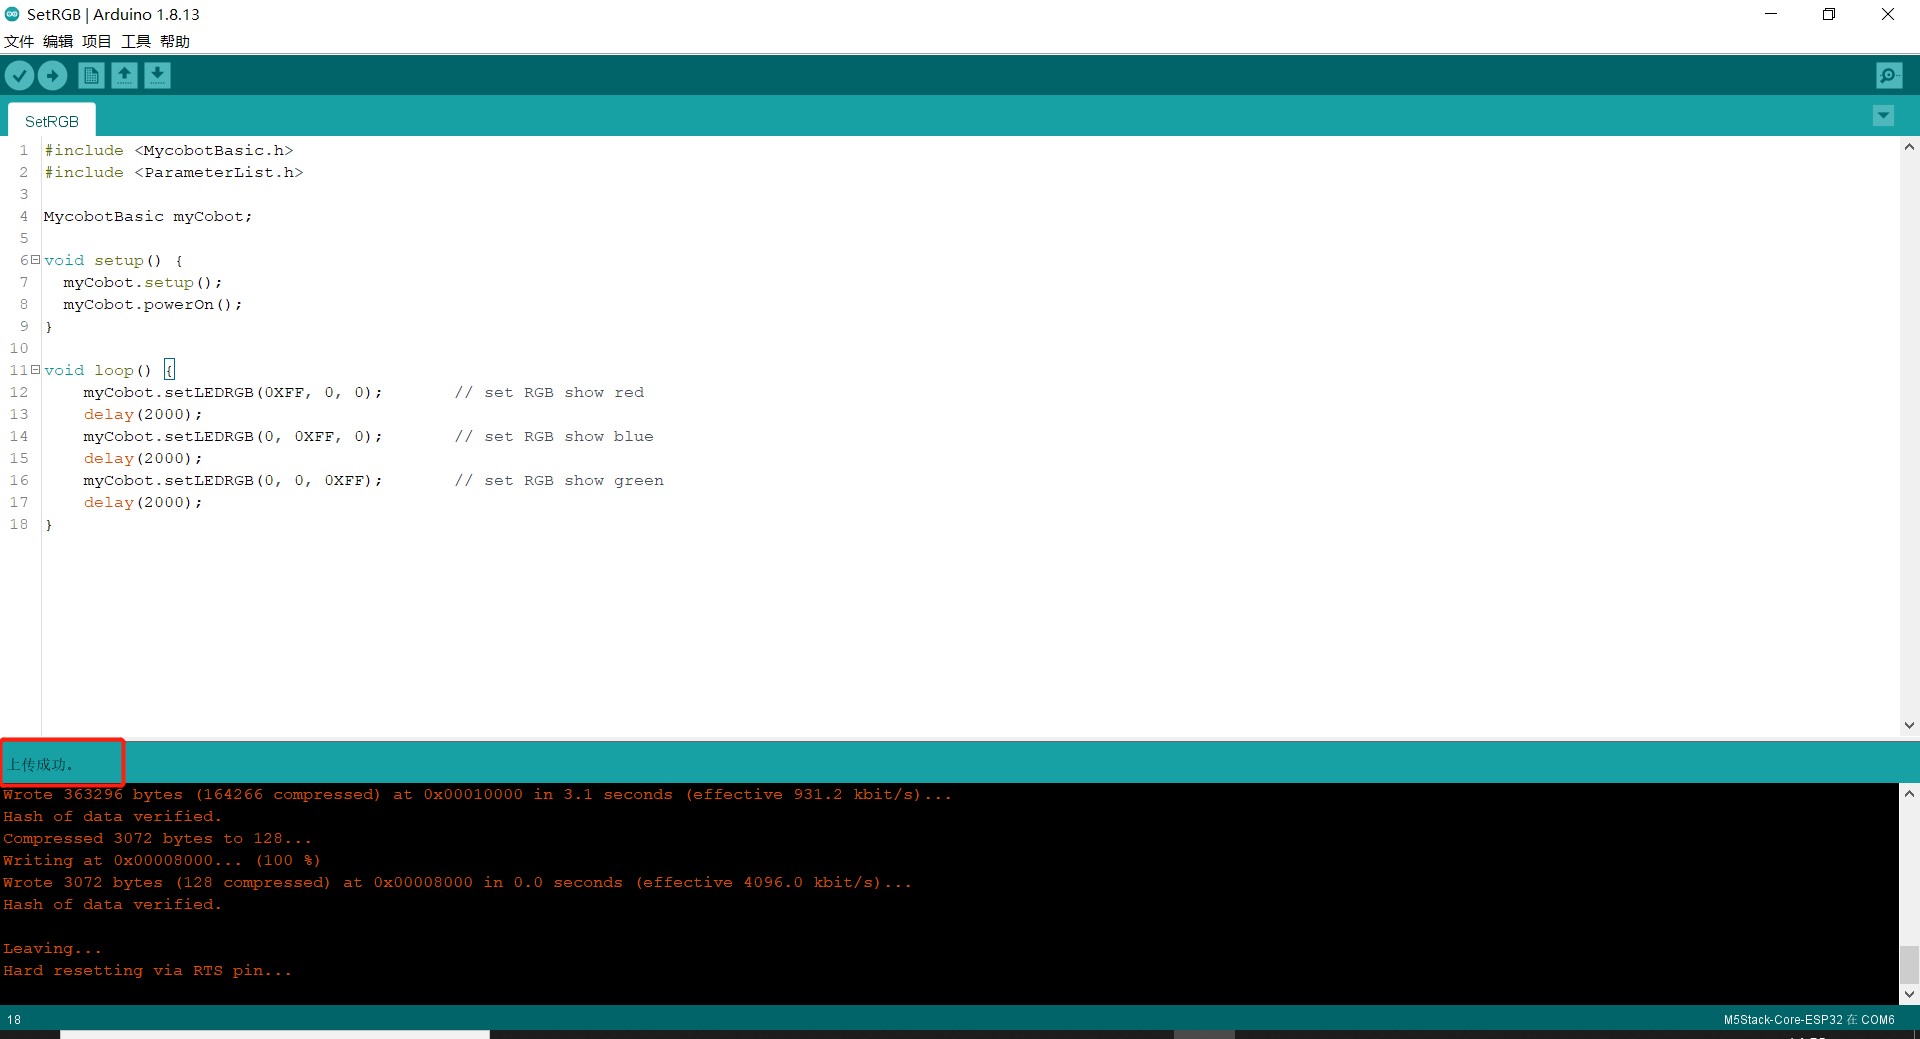 SetRGB | Arduino 1.8.13
文件 编辑 项目 工具 帮助
SetRGB
1 #include <MycobotBasic.h>
2 #include <ParameterList.h>
3
4 MycobotBasic myCobot;
5
6 void setup() {
7 myCobot.setup();
8 myCobot.powerOn();
9 }
10
11 void loop() {
12 myCobot.setLEDRGB(0XFF, 0, 0); // set RGB show red
13 delay(2000);
14 myCobot.setLEDRGB(0, 0XFF, 0); // set RGB show blue
15 delay(2000);
16 myCobot.setLEDRGB(0, 0, 0XFF); // set RGB show green
17 delay(2000);
18 }
上传成功。
Wrote 363296 bytes (164266 compressed) at 0x00010000 in 3.1 seconds (effective 931.2 kbit/s)...
Hash of data verified.
Compressed 3072 bytes to 128...
Writing at 0x00008000... (100 %)
Wrote 3072 bytes (128 compressed) at 0x00008000 in 0.0 seconds (effective 4096.0 kbit/s)...
Hash of data verified.
Leaving...
Hard resetting via RTS pin...
18
M5Stack-Core-ESP32 在 COM6